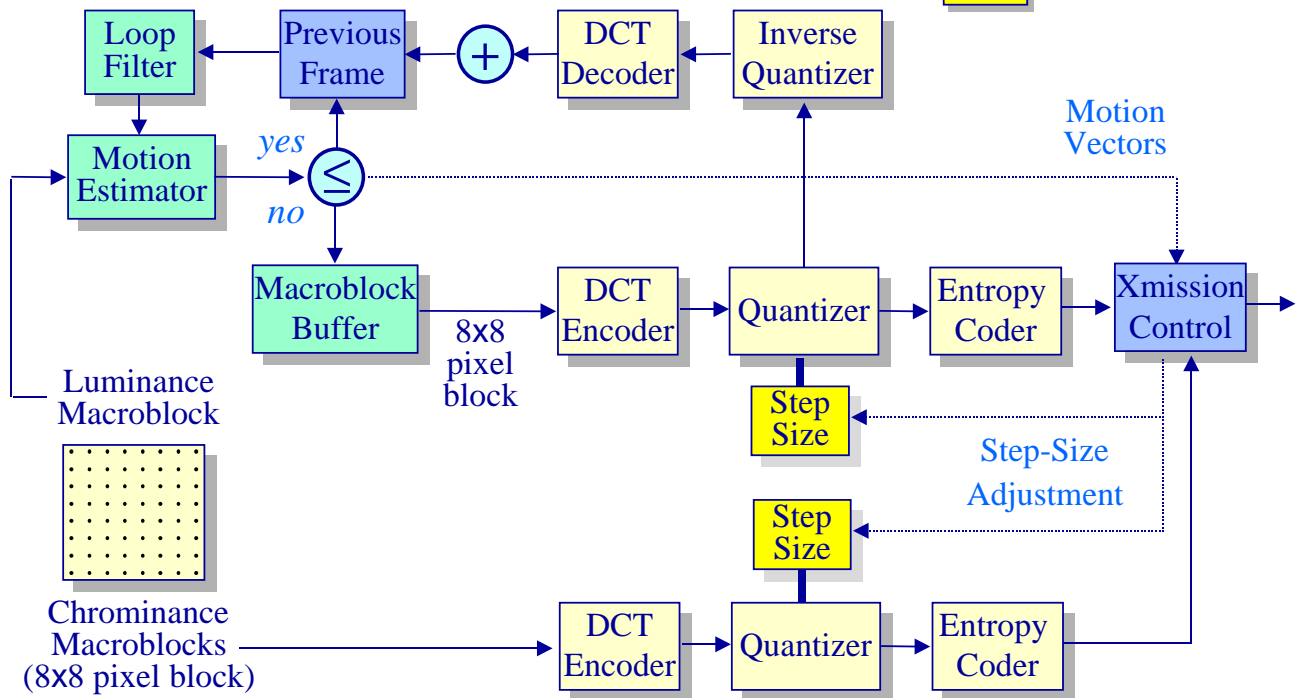 Loop
Filter
Previous
Frame
+
DCT
Decoder
Inverse
Quantizer
Motion
Vectors
yes
Motion
Estimator
≤
no
Macroblock
Buffer
8x8
pixel
block
DCT
Encoder
Quantizer
Entropy
Coder
Xmission
Control
Luminance
Macroblock
Step
Size
Step-Size
Adjustment
Step
Size
Chrominance
Macroblocks
(8x8 pixel block)
DCT
Encoder
Quantizer
Entropy
Coder